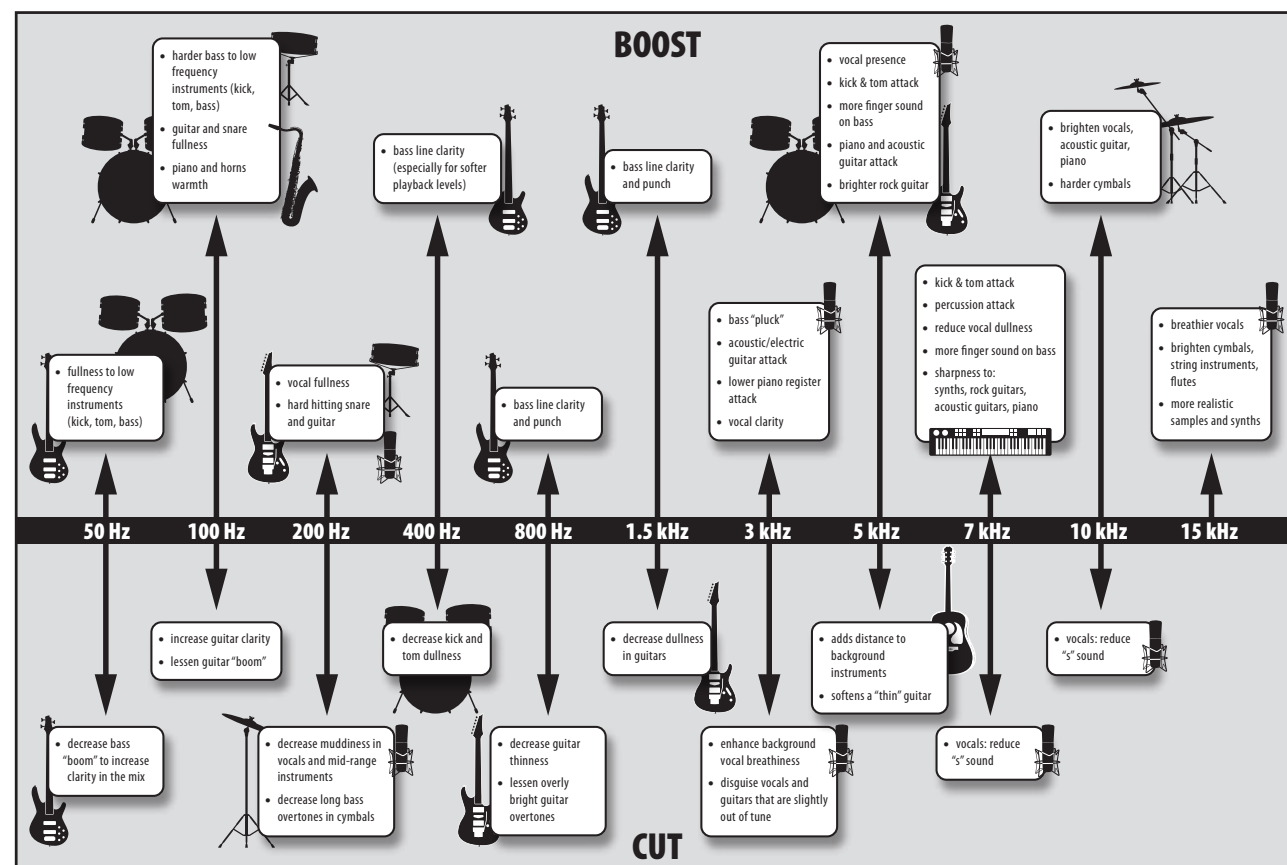 BOOST
• harder bass to low
frequency
instruments (kick,
tom, bass)
• guitar and snare
fullness
• piano and horns
warmth
• bass line clarity
(especially for softer
playback levels)
• bass line clarity
and punch
• vocal presence
• kick & tom attack
• more finger sound
on bass
• piano and acoustic
guitar attack
• brighter rock guitar
• brighten vocals,
acoustic guitar,
piano
• harder cymbals
• fullness to low
frequency
instruments
(kick, tom, bass)
• vocal fullness
• hard hitting snare
and guitar
• bass line clarity
and punch
• bass “pluck”
• acoustic/electric
guitar attack
• lower piano register
attack
• vocal clarity
• kick & tom attack
• percussion attack
• reduce vocal dullness
• more finger sound on bass
• sharpness to:
synths, rock guitars,
acoustic guitars, piano
• breathier vocals
• brighten cymbals,
string instruments,
flutes
• more realistic
samples and synths
50 Hz 100 Hz 200 Hz 400 Hz 800 Hz 1.5 kHz 3 kHz 5 kHz 7 kHz 10 kHz 15 kHz
• increase guitar clarity
• lessen guitar “boom”
• decrease kick and
tom dullness
• decrease dullness
in guitars
• adds distance to
background
instruments
• softens a “thin” guitar
• vocals: reduce
“s” sound
• decrease bass
“boom” to increase
clarity in the mix
• decrease muddiness in
vocals and mid-range
instruments
• decrease long bass
overtones in cymbals
• decrease guitar
thinness
• lessen overly
bright guitar
overtones
• enhance background
vocal breathiness
• disguise vocals and
guitars that are slightly
out of tune
• vocals: reduce
“s” sound
CUT